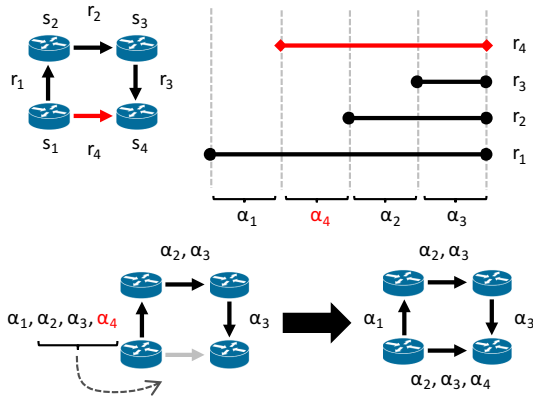 r₂
s₂ s₃
r₁ r₃
s₁ s₄
r₄
r₄
r₃
r₂
r₁
α₁ α₄ α₂ α₃
α₂, α₃
α₁, α₂, α₃, α₄
α₃
α₂, α₃
α₁
α₃
α₂, α₃, α₄